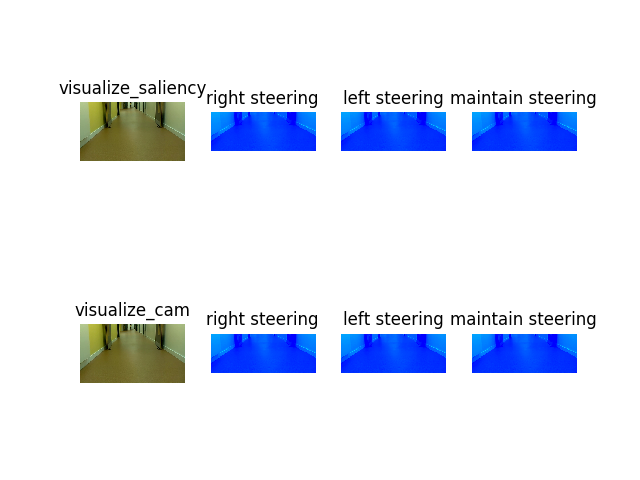 visualize_saliency
right steering
left steering
maintain steering
visualize_cam
right steering
left steering
maintain steering